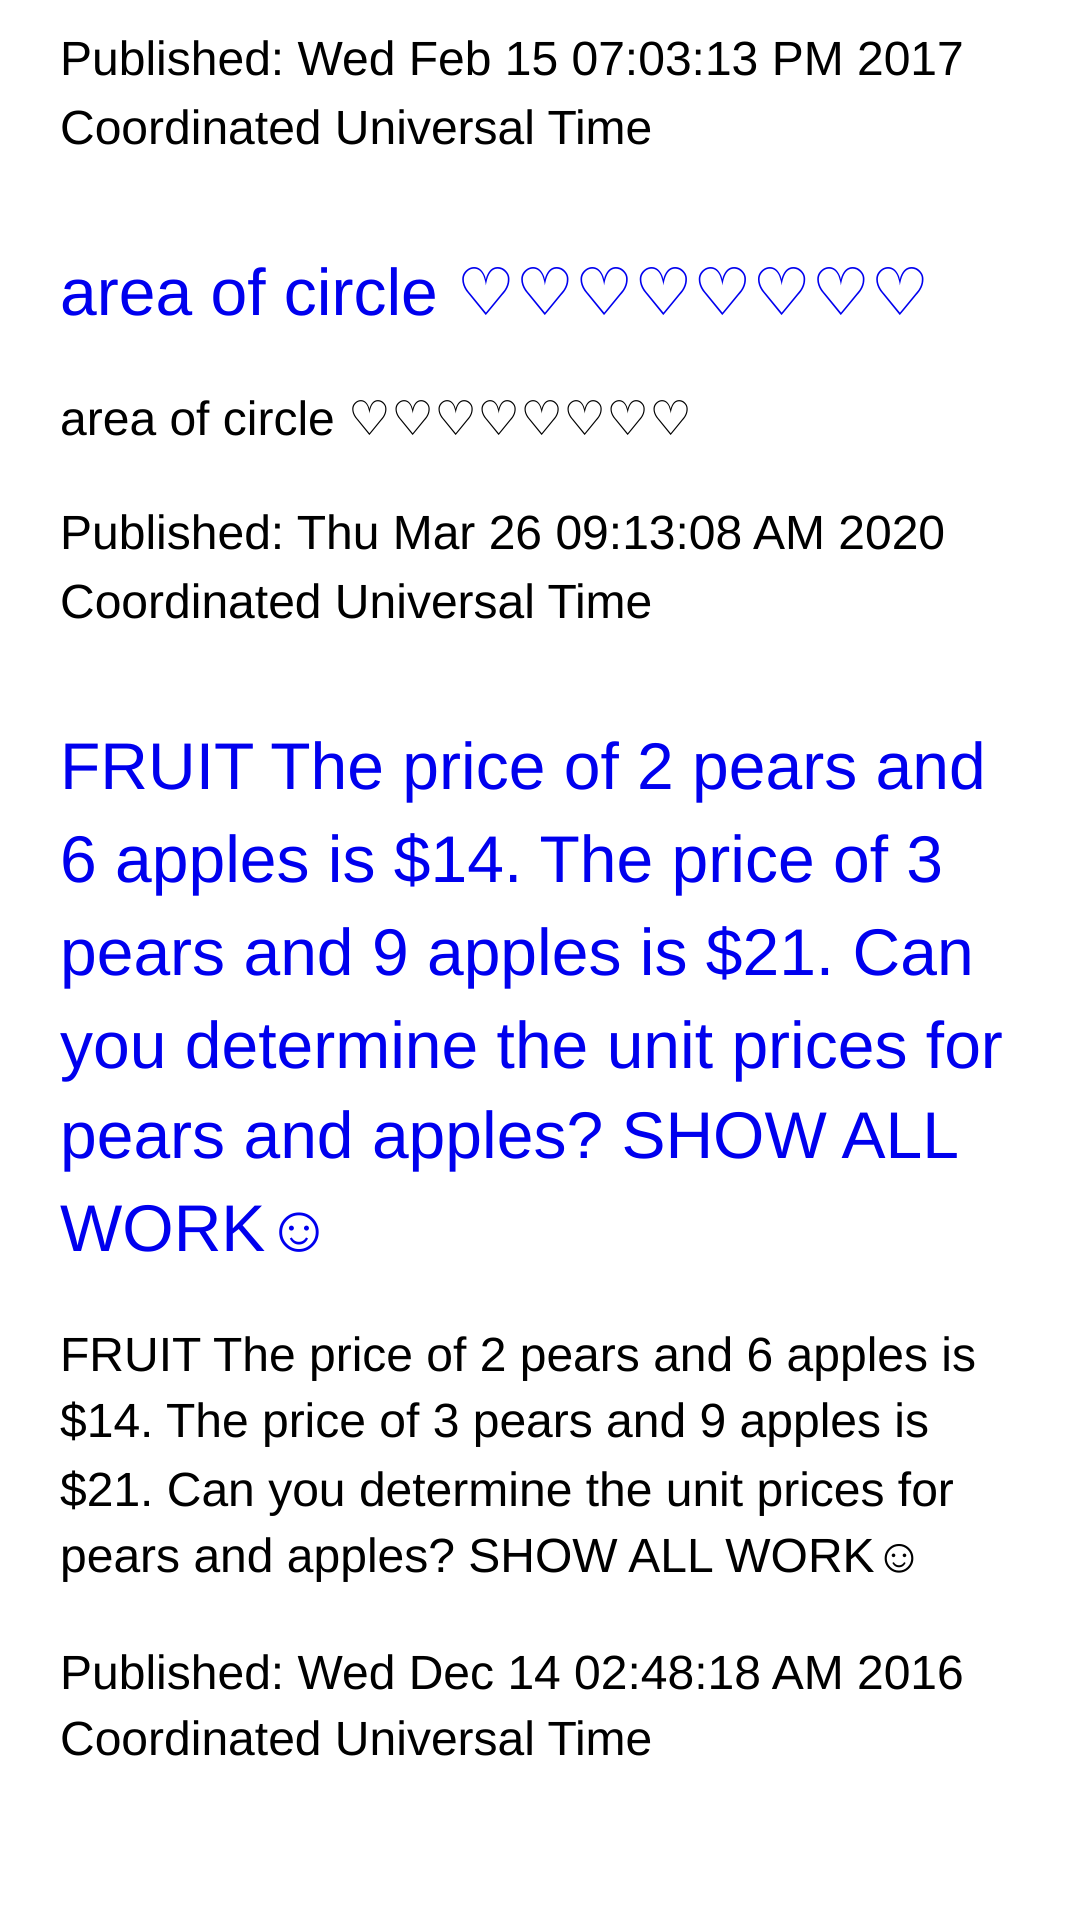 Published: Wed Feb 15 07:03:13 PM 2017
Coordinated Universal Time
area of circle ♡♡♡♡♡♡♡♡
area of circle ♡♡♡♡♡♡♡♡
Published: Thu Mar 26 09:13:08 AM 2020
Coordinated Universal Time
FRUIT The price of 2 pears and
6 apples is $14. The price of 3
pears and 9 apples is $21. Can
you determine the unit prices for
pears and apples? SHOW ALL
WORK☺
FRUIT The price of 2 pears and 6 apples is
$14. The price of 3 pears and 9 apples is
$21. Can you determine the unit prices for
pears and apples? SHOW ALL WORK☺
Published: Wed Dec 14 02:48:18 AM 2016
Coordinated Universal Time